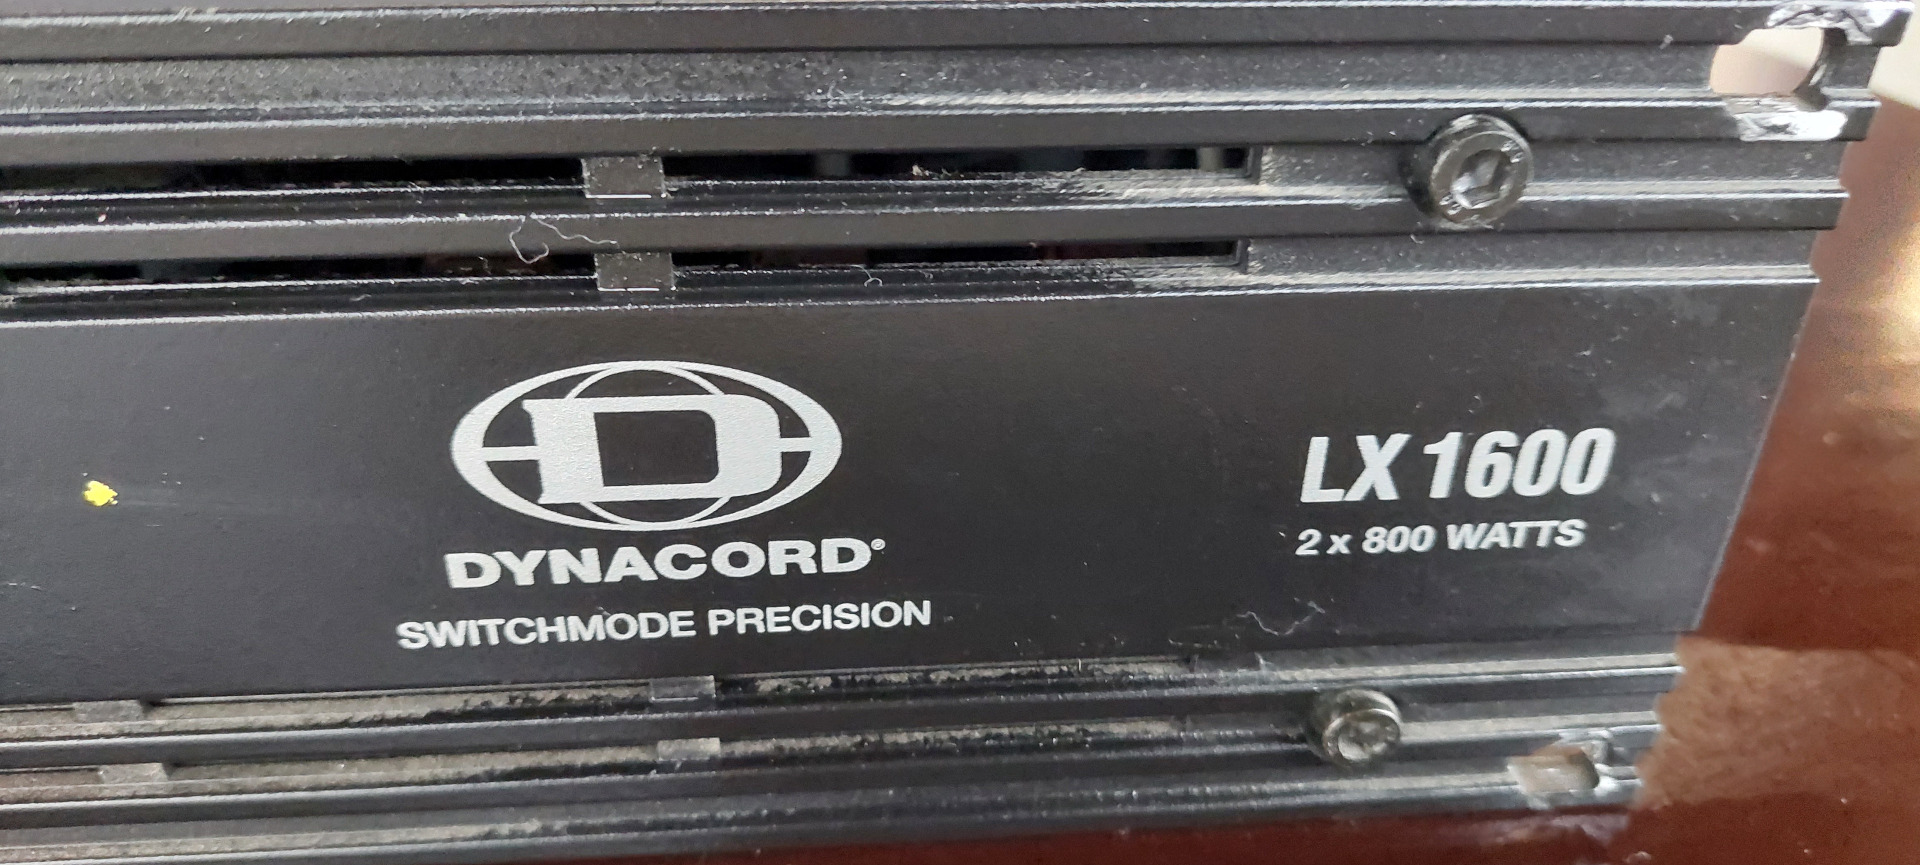 D
DYNACORD®
SWITCHMODE PRECISION
LX 1600
2 x 800 WATTS